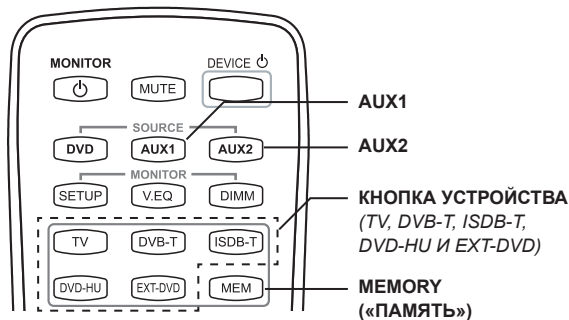 MONITOR
DEVICE
MUTE
AUX1
SOURCE
DVD
AUX1
AUX2
AUX2
MONITOR
SETUP
V.EQ
DIMM
КНОПКА УСТРОЙСТВА
(TV, DVB-T, ISDB-T,
DVD-HU И EXT-DVD)
TV
DVB-T
ISDB-T
DVD-HU
EXT-DVD
MEM
MEMORY
(«ПАМЯТЬ»)